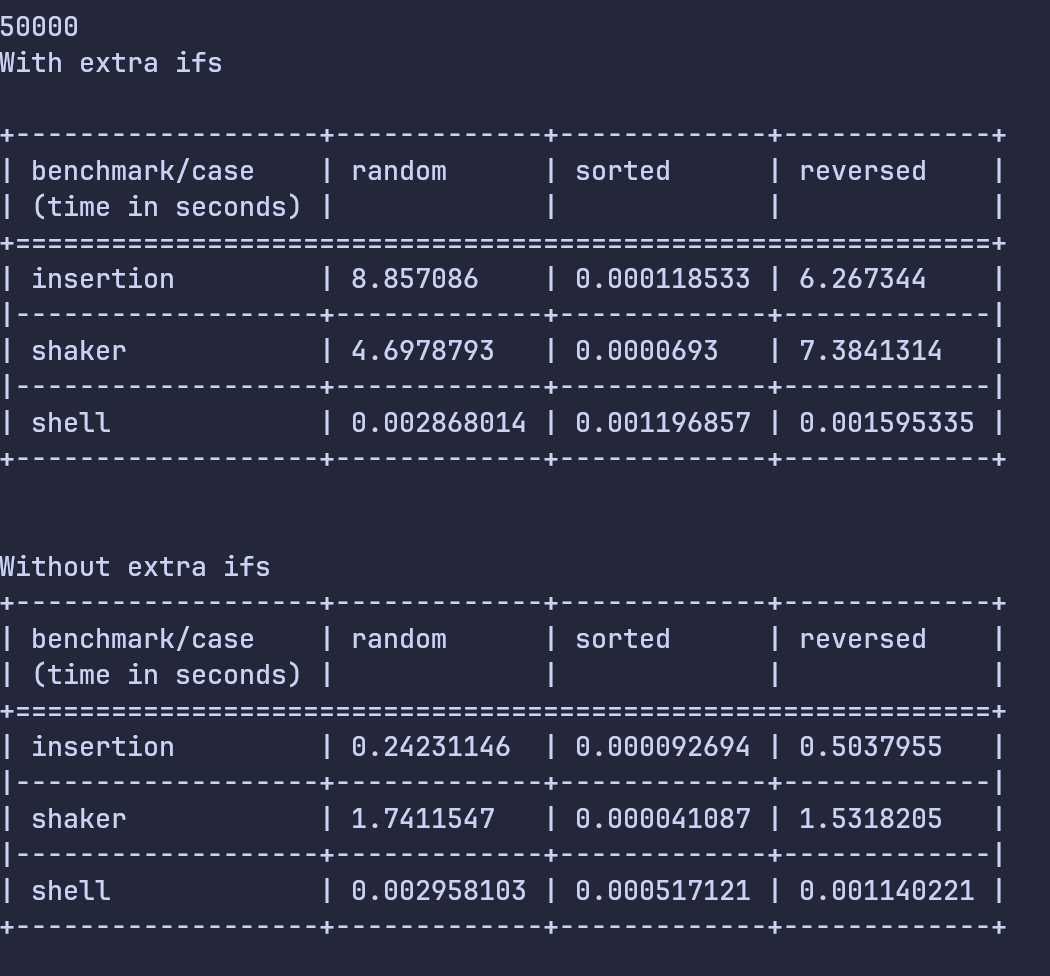 50000
With extra ifs
+-------------------+-------------+-------------+-------------+
| benchmark/case    | random      | sorted      | reversed    |
| (time in seconds) |             |             |             |
+=============================================================+
| insertion         | 8.857086    | 0.000118533 | 6.267344    |
|-------------------+-------------+-------------+-------------|
| shaker            | 4.6978793   | 0.0000693   | 7.3841314   |
|-------------------+-------------+-------------+-------------|
| shell             | 0.002868014 | 0.001196857 | 0.001595335 |
+-------------------+-------------+-------------+-------------+
Without extra ifs
+-------------------+-------------+-------------+-------------+
| benchmark/case    | random      | sorted      | reversed    |
| (time in seconds) |             |             |             |
+=============================================================+
| insertion         | 0.24231146  | 0.000092694 | 0.5037955   |
|-------------------+-------------+-------------+-------------|
| shaker            | 1.7411547   | 0.000041087 | 1.5318205   |
|-------------------+-------------+-------------+-------------|
| shell             | 0.002958103 | 0.000517121 | 0.001140221 |
+-------------------+-------------+-------------+-------------+